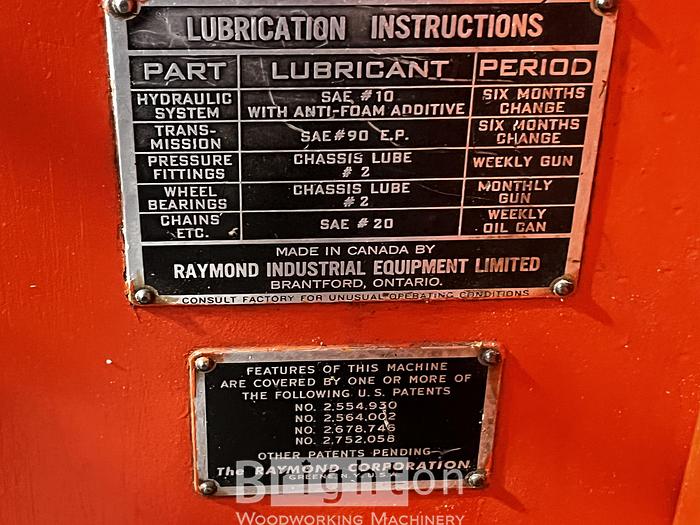 LUBRICATION INSTRUCTIONS
PART LUBRICANT PERIOD
HYDRAULIC SYSTEM SAE #10 WITH ANTI-FOAM ADDITIVE SIX MONTHS CHANGE
TRANS-MISSION SAE #90 E.P. SIX MONTHS CHANGE
PRESSURE FITTINGS CHASSIS LUBE #2 WEEKLY GUN
WHEEL BEARINGS CHASSIS LUBE #2 MONTHLY GUN
CHAINS ETC. SAE #20 WEEKLY OIL CAN
MADE IN CANADA BY
RAYMOND INDUSTRIAL EQUIPMENT LIMITED
BRANTFORD, ONTARIO.
CONSULT FACTORY FOR UNUSUAL OPERATING CONDITIONS
FEATURES OF THIS MACHINE
ARE COVERED BY ONE OR MORE OF
THE FOLLOWING U.S. PATENTS
NO. 2,554,930
NO. 2,564,002
NO. 2,678,746
NO. 2,752,058
OTHER PATENTS PENDING
The RAYMOND CORPORATION
GREENE, N.Y. U.S.A.
Brighton
WOODWORKING MACHINERY